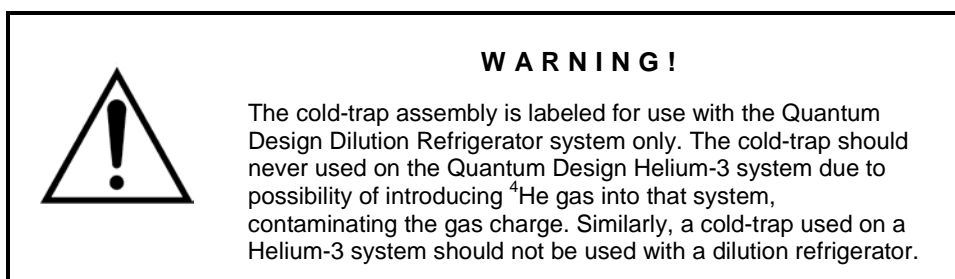 WARNING!
The cold-trap assembly is labeled for use with the Quantum
Design Dilution Refrigerator system only. The cold-trap should
never used on the Quantum Design Helium-3 system due to
possibility of introducing ⁴He gas into that system,
contaminating the gas charge. Similarly, a cold-trap used on a
Helium-3 system should not be used with a dilution refrigerator.